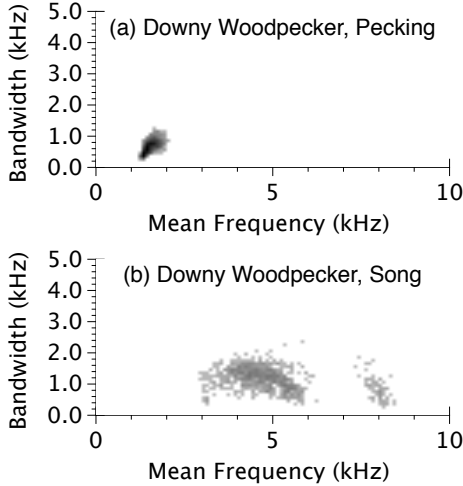 (a) Downy Woodpecker, Pecking
Bandwidth (kHz)
5.0
4.0
3.0
2.0
1.0
0.0
0 5 10
Mean Frequency (kHz)
(b) Downy Woodpecker, Song
Bandwidth (kHz)
5.0
4.0
3.0
2.0
1.0
0.0
0 5 10
Mean Frequency (kHz)